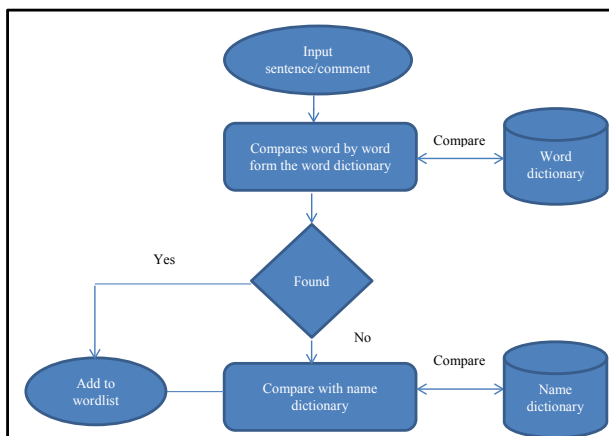 Input
sentence/comment
Compares word by word
form the word dictionary
Compare
Word
dictionary
Yes
Found
No
Compare
Add to
wordlist
Compare with name
dictionary
Name
dictionary